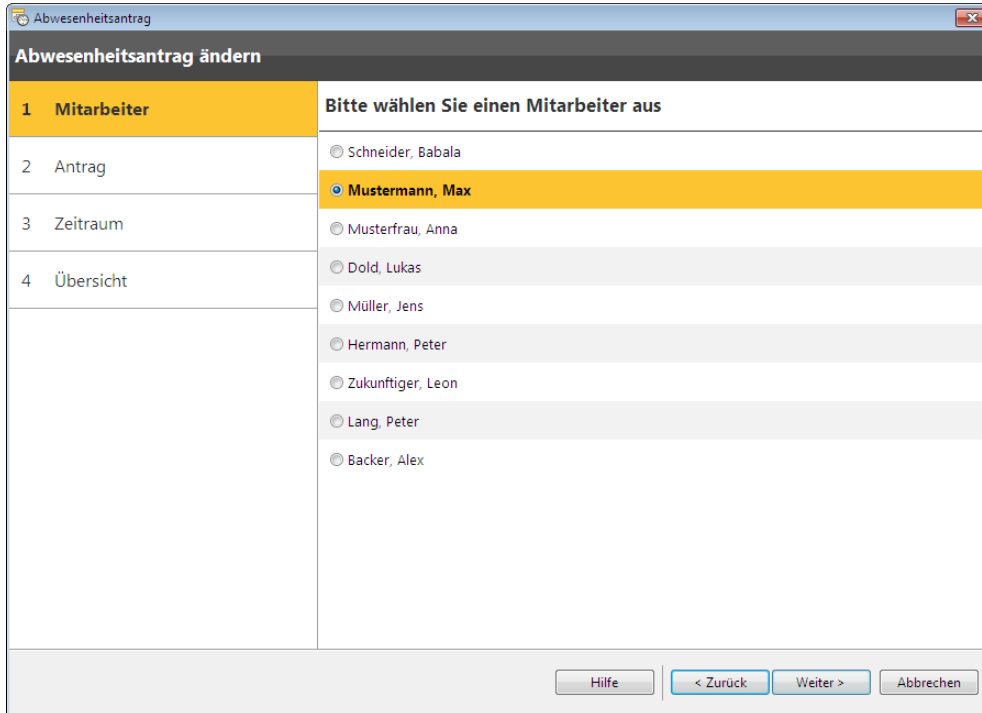 Abwesenheitsantrag
Abwesenheitsantrag ändern
1 Mitarbeiter
2 Antrag
3 Zeitraum
4 Übersicht
Bitte wählen Sie einen Mitarbeiter aus
Schneider, Babala
Mustermann, Max
Musterfrau, Anna
Dold, Lukas
Müller, Jens
Hermann, Peter
Zukunftiger, Leon
Lang, Peter
Backer, Alex
Hilfe
< Zurück
Weiter >
Abbrechen